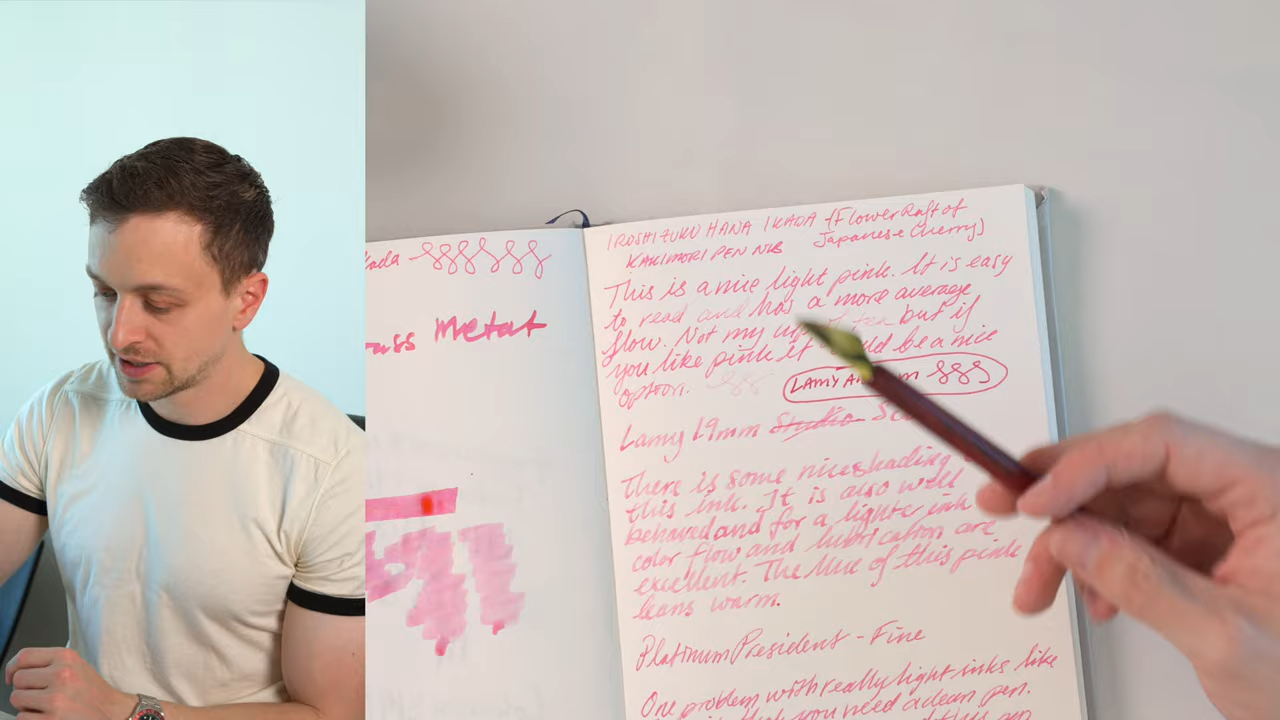 ada
ass Metal
IROSHIZUKU HANA IKADA (Flower Raft of
Japanese Cherry)
KAKIMORI PEN NIB
This is a nice light pink. It is easy
to read and has a more average
flow. Not my of tea but if
you like pink it be a nice
option.
LAMY
Lamy 1.9mm Studio
There is some nice shading
this ink. It is also well
behaved and for a lighter ink
color flow and lubrication are
excellent. The hue of this pink
leans warm.
Platinum President - Fine
One problem with really light inks like
you need a clean pen.
pen